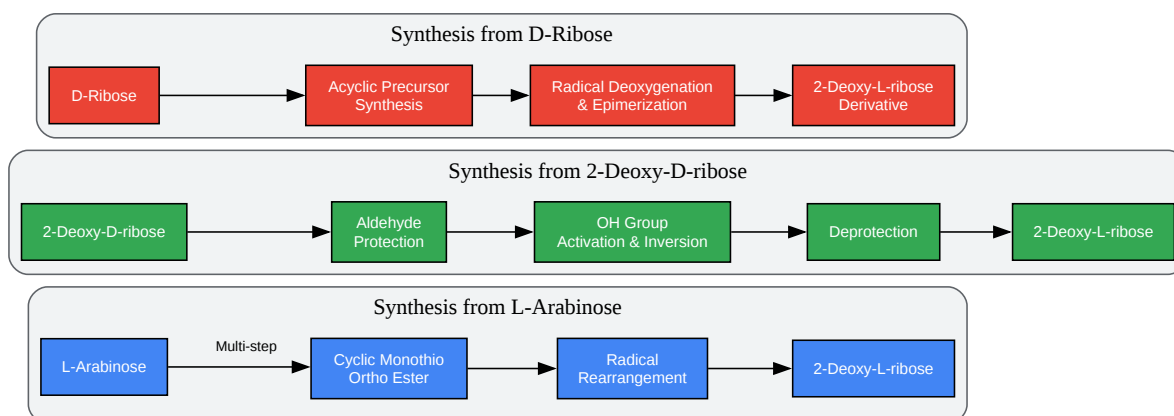 Synthesis from D-Ribose
D-Ribose
Acyclic Precursor
Synthesis
Radical Deoxygenation
& Epimerization
2-Deoxy-L-ribose
Derivative
Synthesis from 2-Deoxy-D-ribose
2-Deoxy-D-ribose
Aldehyde
Protection
OH Group
Activation & Inversion
Deprotection
2-Deoxy-L-ribose
Synthesis from L-Arabinose
L-Arabinose
Multi-step
Cyclic Monothio
Ortho Ester
Radical
Rearrangement
2-Deoxy-L-ribose